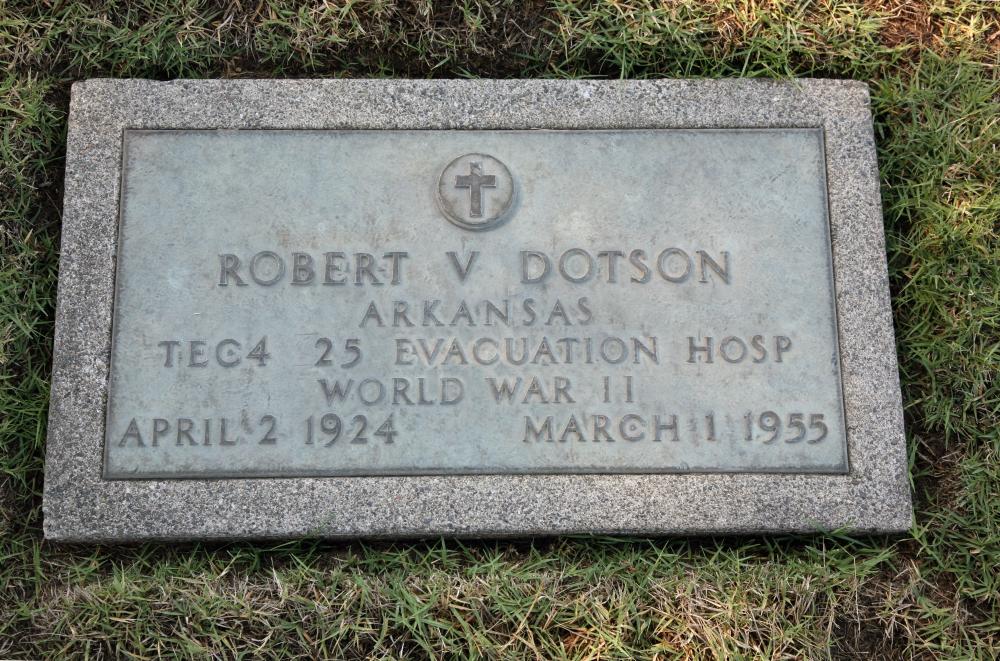 ROBERT V DOTSON
ARKANSAS
TEC4 25 EVACUATION HOSP
WORLD WAR II
APRIL 2 1924 MARCH 1 1955